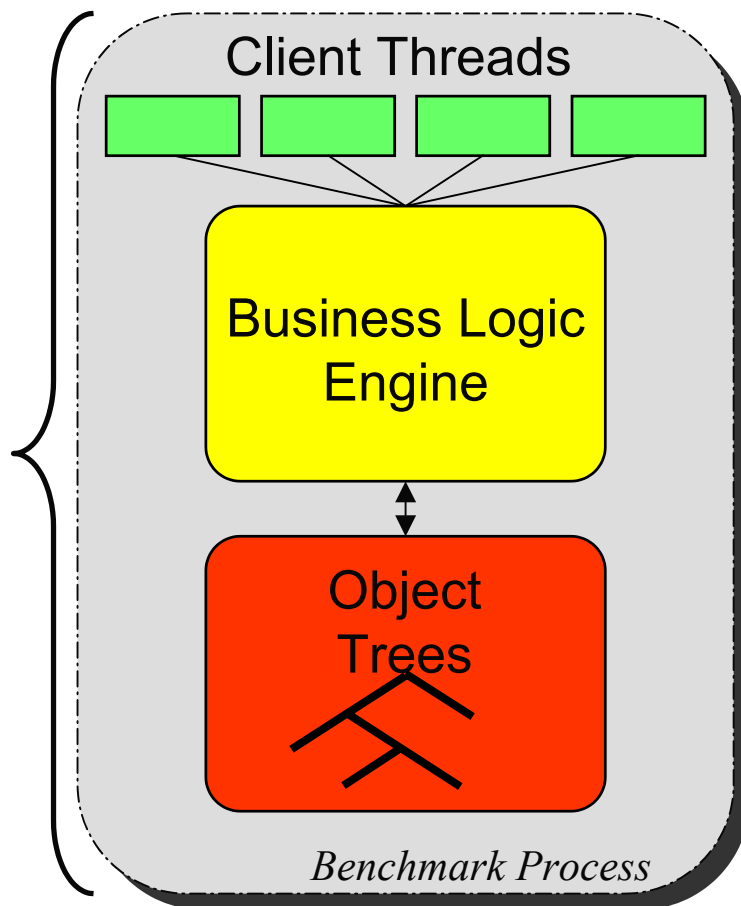 Client Threads
Business Logic
Engine
Object
Trees
Benchmark Process